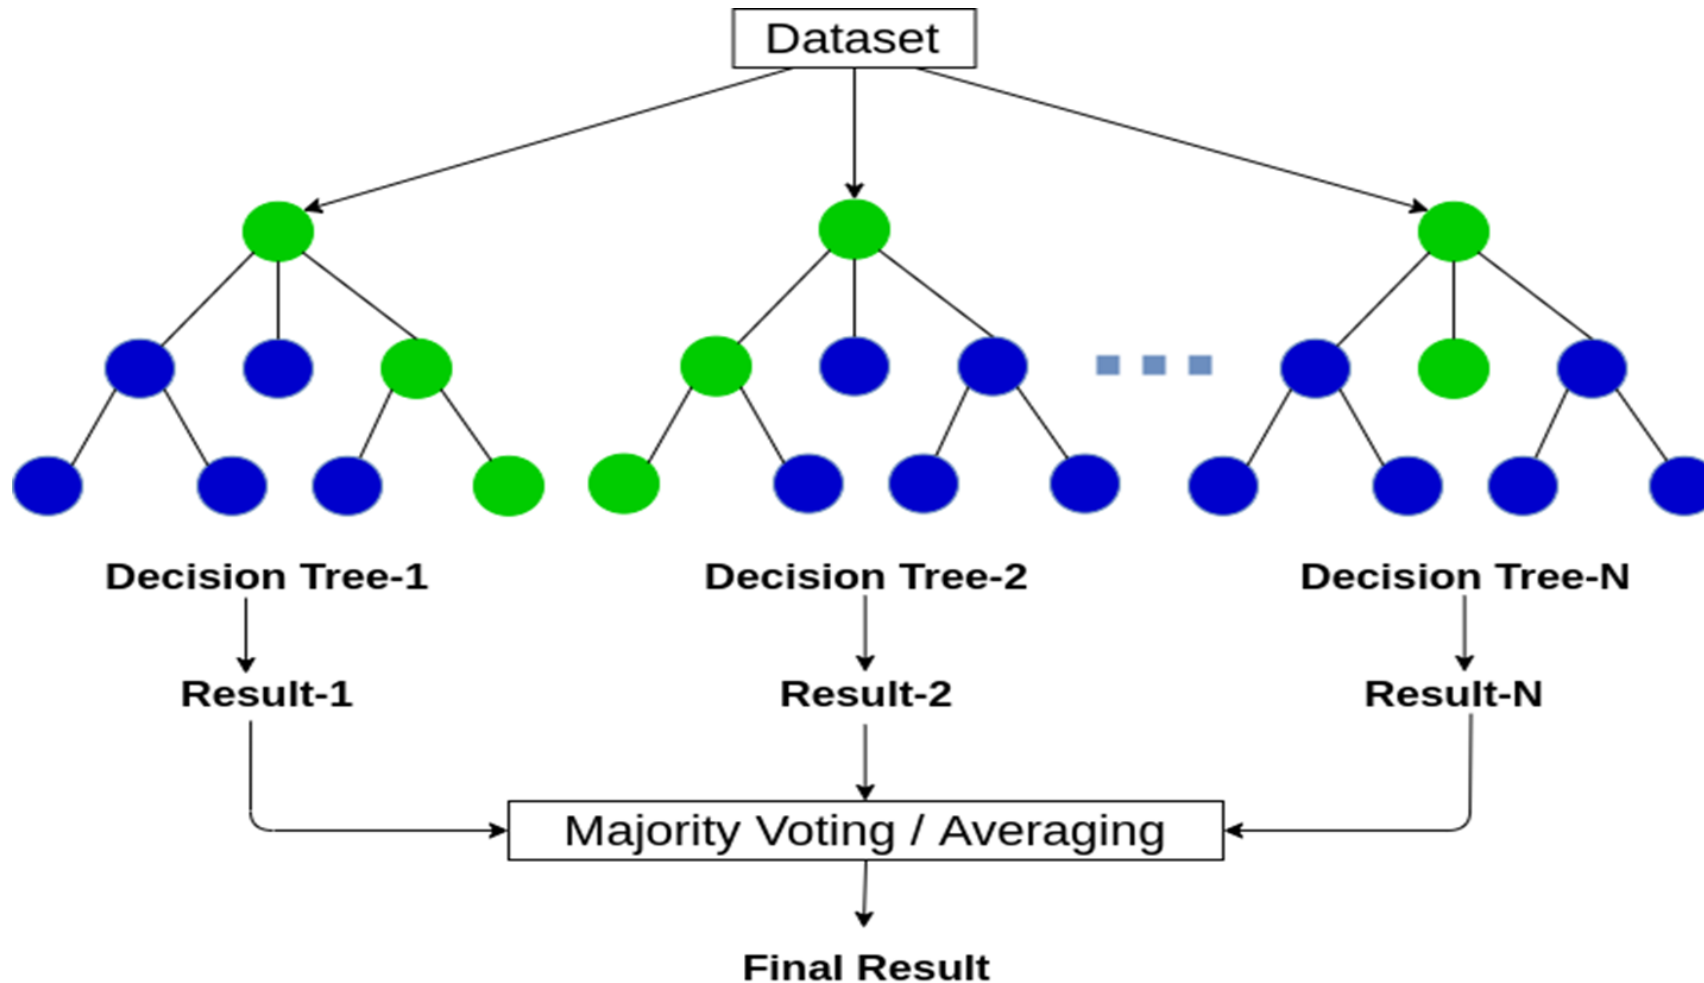 Dataset
Decision Tree-1
Decision Tree-2
Decision Tree-N
Result-1
Result-2
Result-N
Majority Voting / Averaging
Final Result